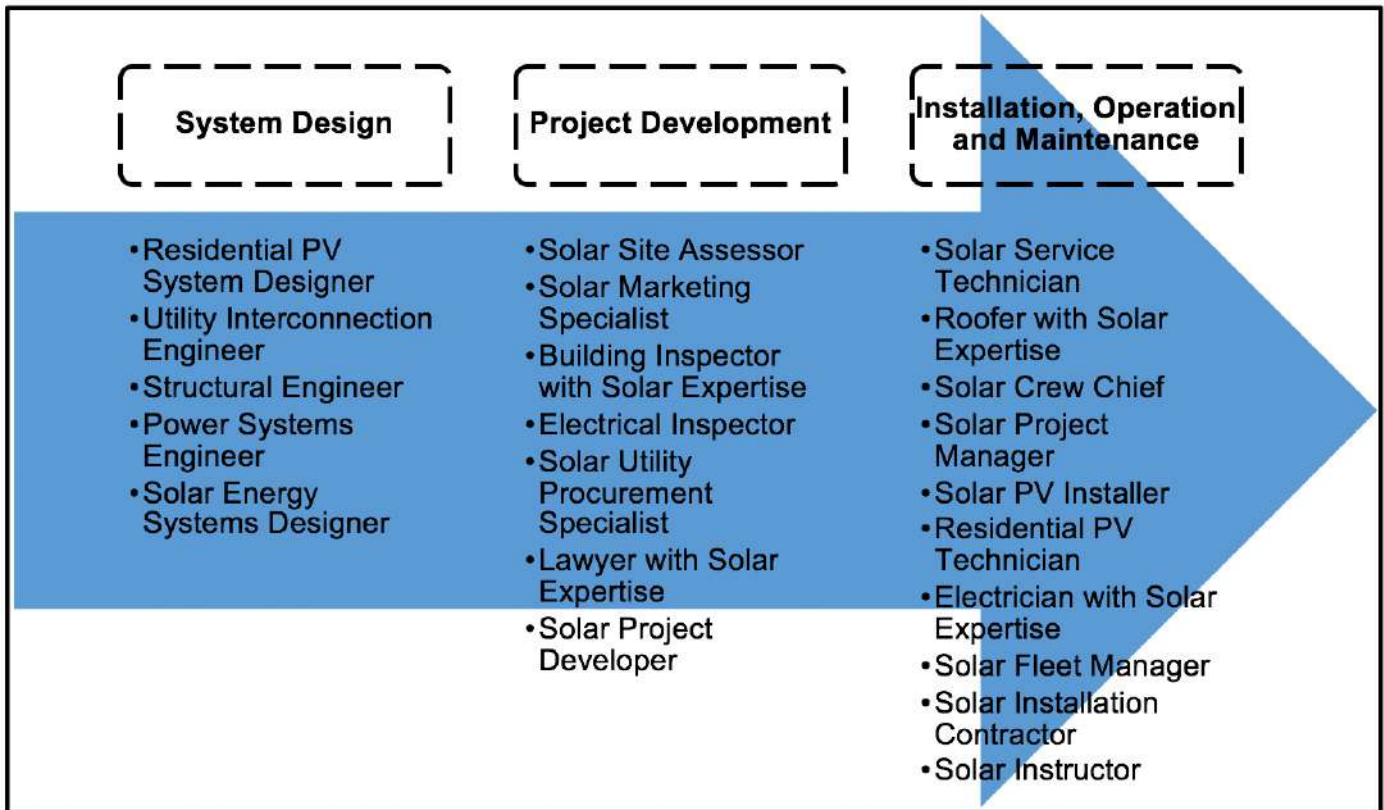 System Design
Project Development
Installation, Operation
and Maintenance
•Residential PV
System Designer
•Utility Interconnection
Engineer
•Structural Engineer
•Power Systems
Engineer
•Solar Energy
Systems Designer
•Solar Site Assessor
•Solar Marketing
Specialist
•Building Inspector
with Solar Expertise
•Electrical Inspector
•Solar Utility
Procurement
Specialist
•Lawyer with Solar
Expertise
•Solar Project
Developer
•Solar Service
Technician
•Roofer with Solar
Expertise
•Solar Crew Chief
•Solar Project
Manager
•Solar PV Installer
•Residential PV
Technician
•Electrician with Solar
Expertise
•Solar Fleet Manager
•Solar Installation
Contractor
•Solar Instructor